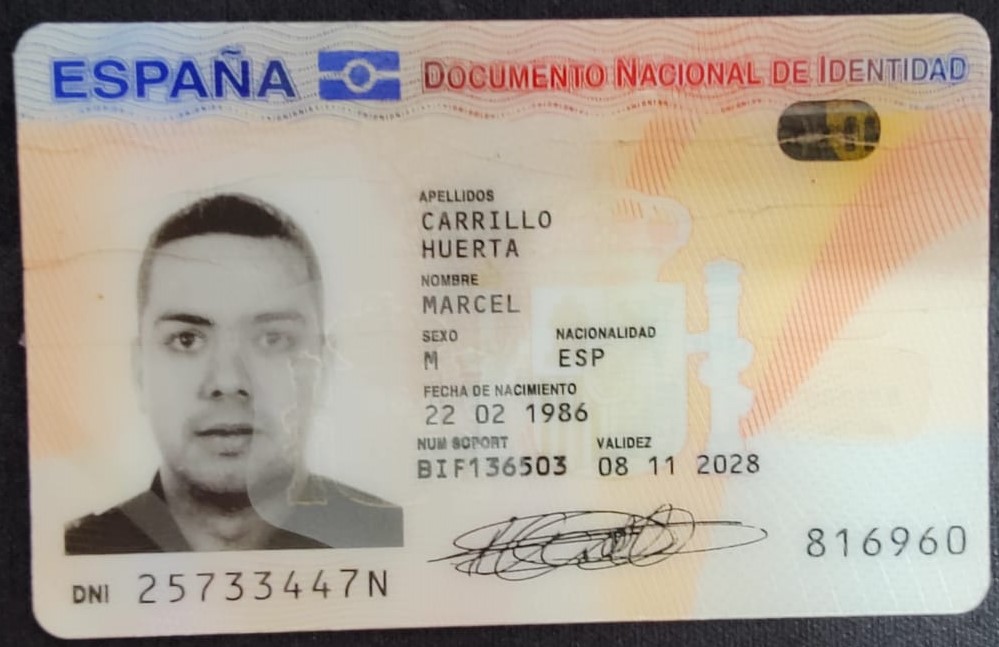 ESPAÑA DOCUMENTO NACIONAL DE IDENTIDAD
APELLIDOS
CARRILLO
HUERTA
NOMBRE
MARCEL
SEXO NACIONALIDAD
M ESP
FECHA DE NACIMIENTO
22 02 1986
NUM SOPORT VALIDEZ
BIF136503 08 11 2028
816960
DNI 25733447N